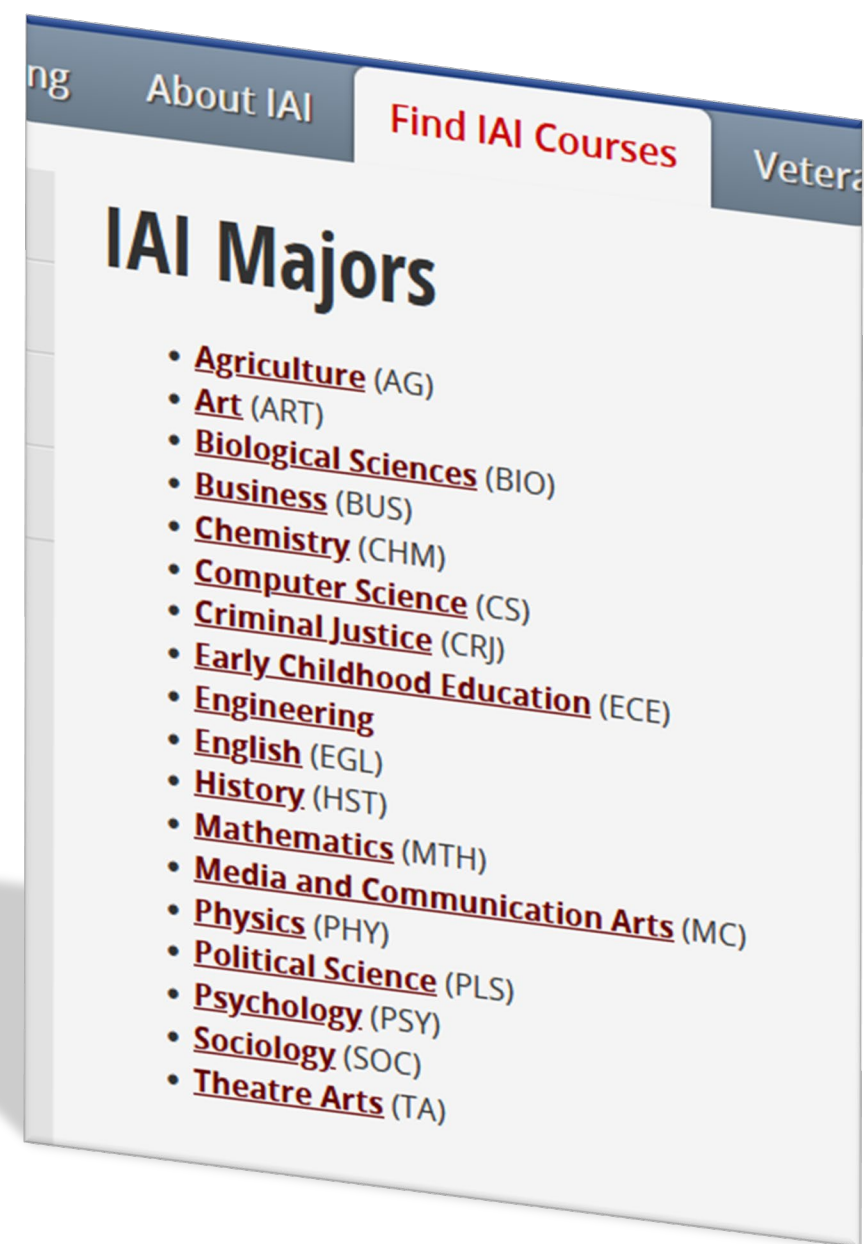 ng About IAI Find IAI Courses Vetera
IAI Majors
• Agriculture (AG)
• Art (ART)
• Biological Sciences (BIO)
• Business (BUS)
• Chemistry (CHM)
• Computer Science (CS)
• Criminal Justice (CRJ)
• Early Childhood Education (ECE)
• Engineering
• English (EGL)
• History (HST)
• Mathematics (MTH)
• Media and Communication Arts (MC)
• Physics (PHY)
• Political Science (PLS)
• Psychology (PSY)
• Sociology (SOC)
• Theatre Arts (TA)